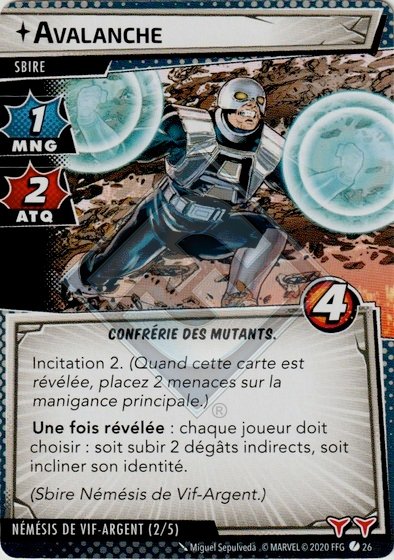 AVALANCHE
SBIRE
1
MNG
2
ATQ
4
CONFRÉRIE DES MUTANTS.
Incitation 2. (Quand cette carte est
révélée, placez 2 menaces sur la
manigance principale.)
Une fois révélée : chaque joueur doit
choisir : soit subir 2 dégâts indirects, soit
incliner son identité.
(Sbire Némésis de Vif-Argent.)
NÉMÉSIS DE VIF-ARGENT (2/5)
Miguel Sepulveda . © MARVEL © 2020 FFG 26
®